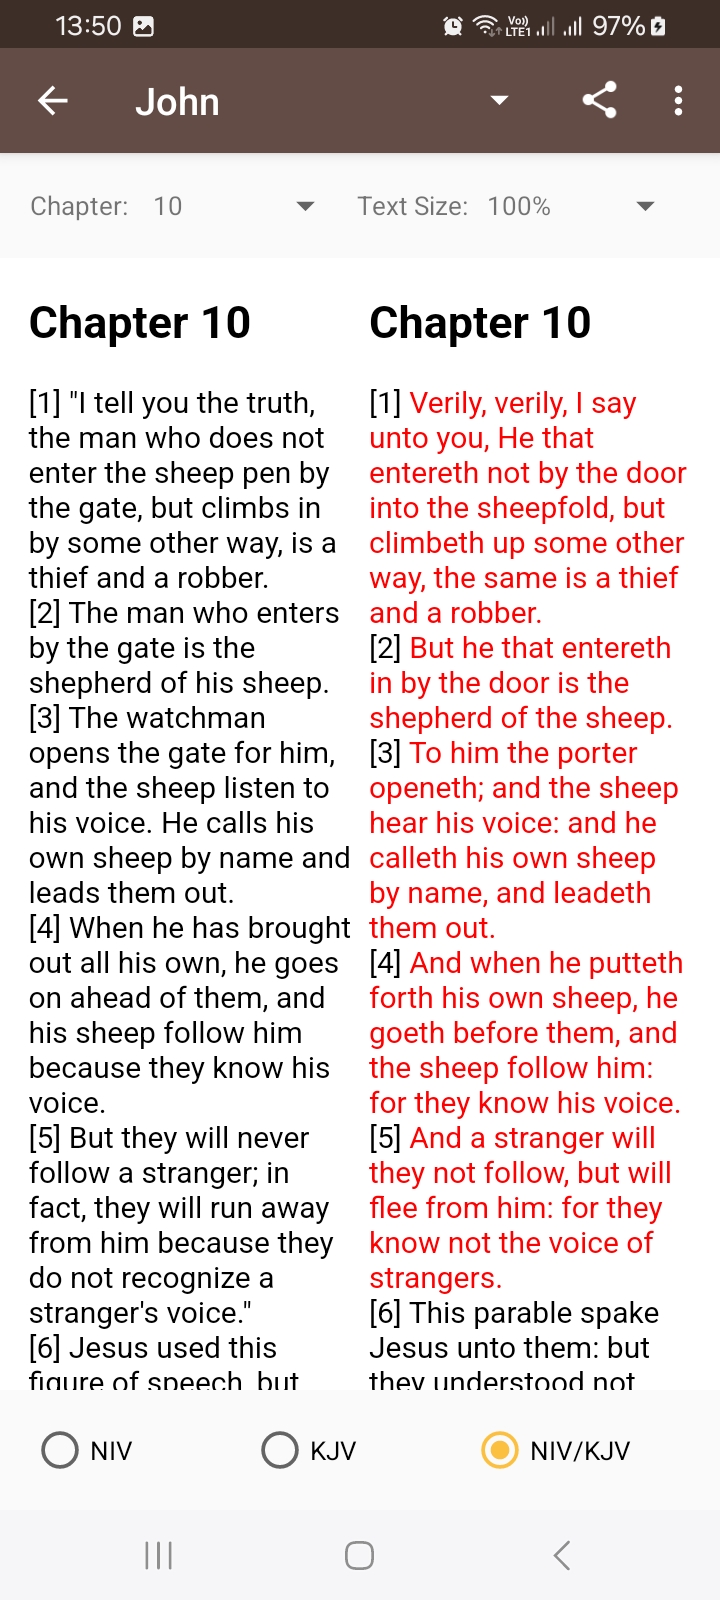 13:50
Vo))
LTE1
97%
John
Chapter: 10
Text Size: 100%
Chapter 10
[1] "I tell you the truth,
the man who does not
enter the sheep pen by
the gate, but climbs in
by some other way, is a
thief and a robber.
[2] The man who enters
by the gate is the
shepherd of his sheep.
[3] The watchman
opens the gate for him,
and the sheep listen to
his voice. He calls his
own sheep by name and
leads them out.
[4] When he has brought
out all his own, he goes
on ahead of them, and
his sheep follow him
because they know his
voice.
[5] But they will never
follow a stranger; in
fact, they will run away
from him because they
do not recognize a
stranger's voice."
[6] Jesus used this
figure of speech, but
Chapter 10
[1] Verily, verily, I say
unto you, He that
entereth not by the door
into the sheepfold, but
climbeth up some other
way, the same is a thief
and a robber.
[2] But he that entereth
in by the door is the
shepherd of the sheep.
[3] To him the porter
openeth; and the sheep
hear his voice: and he
calleth his own sheep
by name, and leadeth
them out.
[4] And when he putteth
forth his own sheep, he
goeth before them, and
the sheep follow him:
for they know his voice.
[5] And a stranger will
they not follow, but will
flee from him: for they
know not the voice of
strangers.
[6] This parable spake
Jesus unto them: but
they understood not
NIV
KJV
NIV/KJV